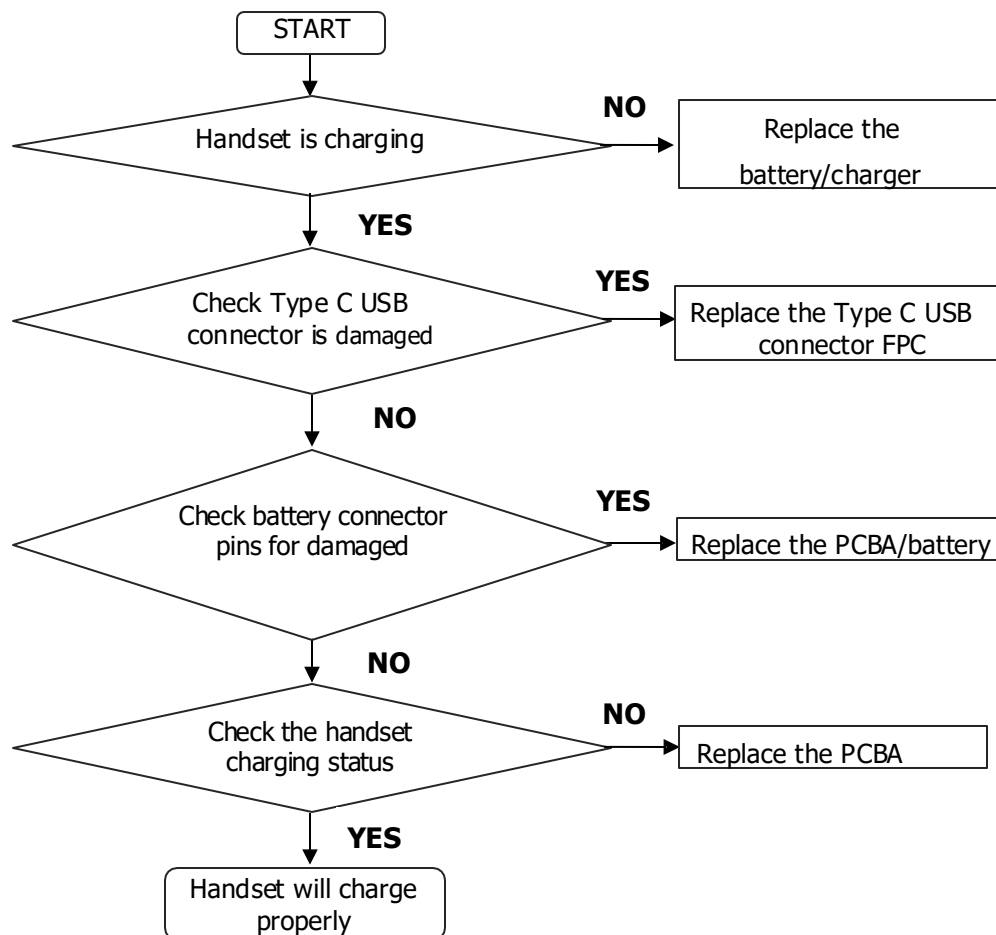 START
Handset is charging
NO
Replace the
battery/charger
YES
Check Type C USB
connector is damaged
YES
Replace the Type C USB
connector FPC
NO
Check battery connector
pins for damaged
YES
Replace the PCBA/battery
NO
Check the handset
charging status
NO
Replace the PCBA
YES
Handset will charge
properly